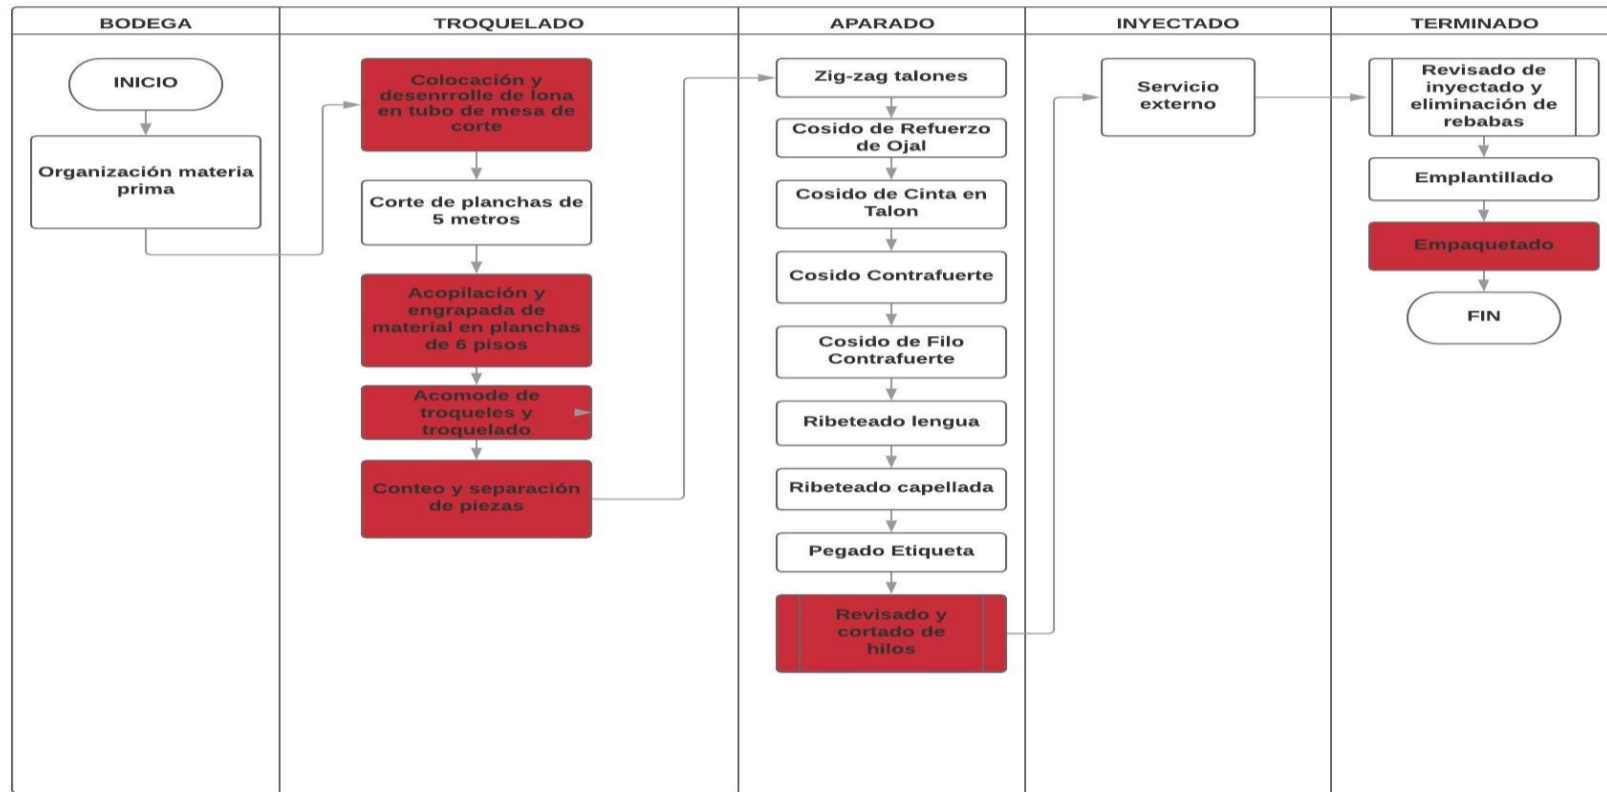 BODEGA
TROQUELADO
APARADO
INYECTADO
TERMINADO
INICIO
Organización materia
prima
Colocación y
desenrrolle de lona
en tubo de mesa de
corte
Corte de planchas de
5 metros
Acopilación y
engrapada de
material en planchas
de 6 pisos
Acomode de
troqueles y
troquelado
Conteo y separación
de piezas
Zig-zag talones
Cosido de Refuerzo
de Ojal
Cosido de Cinta en
Talon
Cosido Contrafuerte
Cosido de Filo
Contrafuerte
Ribeteado lengua
Ribeteado capellada
Pegado Etiqueta
Revisado y
cortado de
hilos
Servicio
externo
Revisado de
inyectado y
eliminación de
rebabas
Emplantillado
Empaquetado
FIN